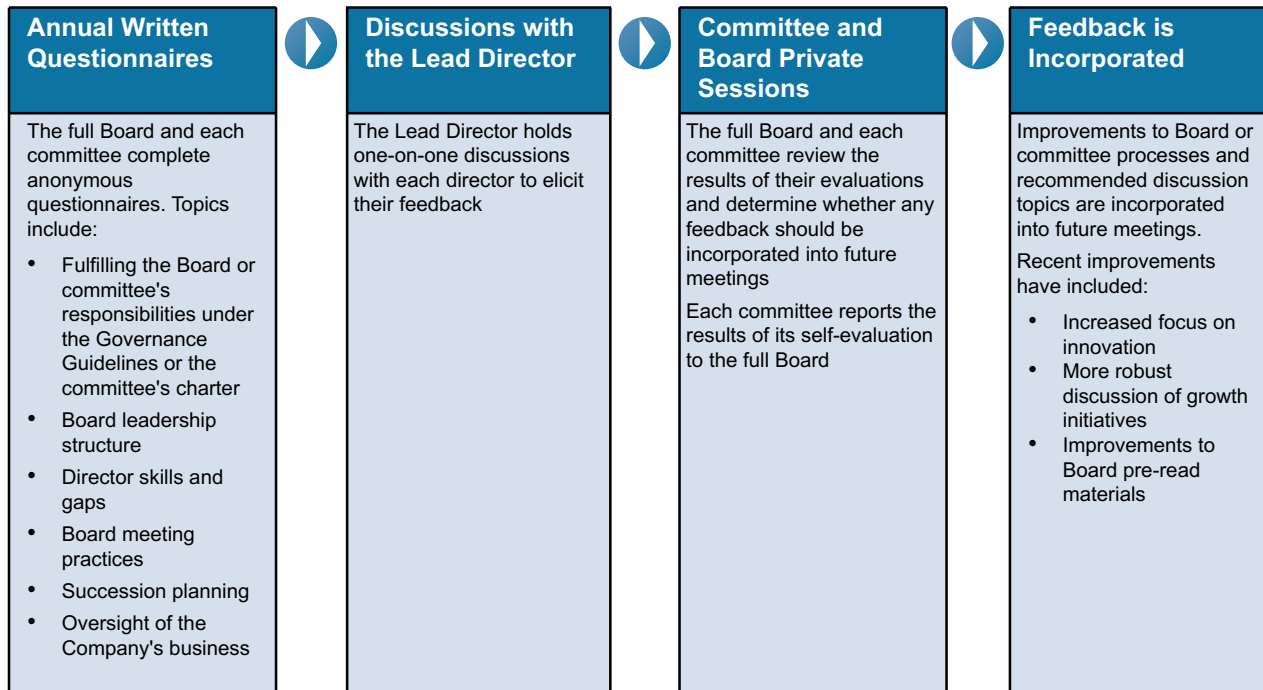 Annual Written
Questionnaires
The full Board and each
committee complete
anonymous
questionnaires. Topics
include:
• Fulfilling the Board or
committee's
responsibilities under
the Governance
Guidelines or the
committee's charter
• Board leadership
structure
• Director skills and
gaps
• Board meeting
practices
• Succession planning
• Oversight of the
Company's business
Discussions with
the Lead Director
The Lead Director holds
one-on-one discussions
with each director to elicit
their feedback
Committee and
Board Private
Sessions
The full Board and each
committee review the
results of their evaluations
and determine whether any
feedback should be
incorporated into future
meetings
Each committee reports the
results of its self-evaluation
to the full Board
Feedback is
Incorporated
Improvements to Board or
committee processes and
recommended discussion
topics are incorporated
into future meetings.
Recent improvements
have included:
• Increased focus on
innovation
• More robust
discussion of growth
initiatives
• Improvements to
Board pre-read
materials